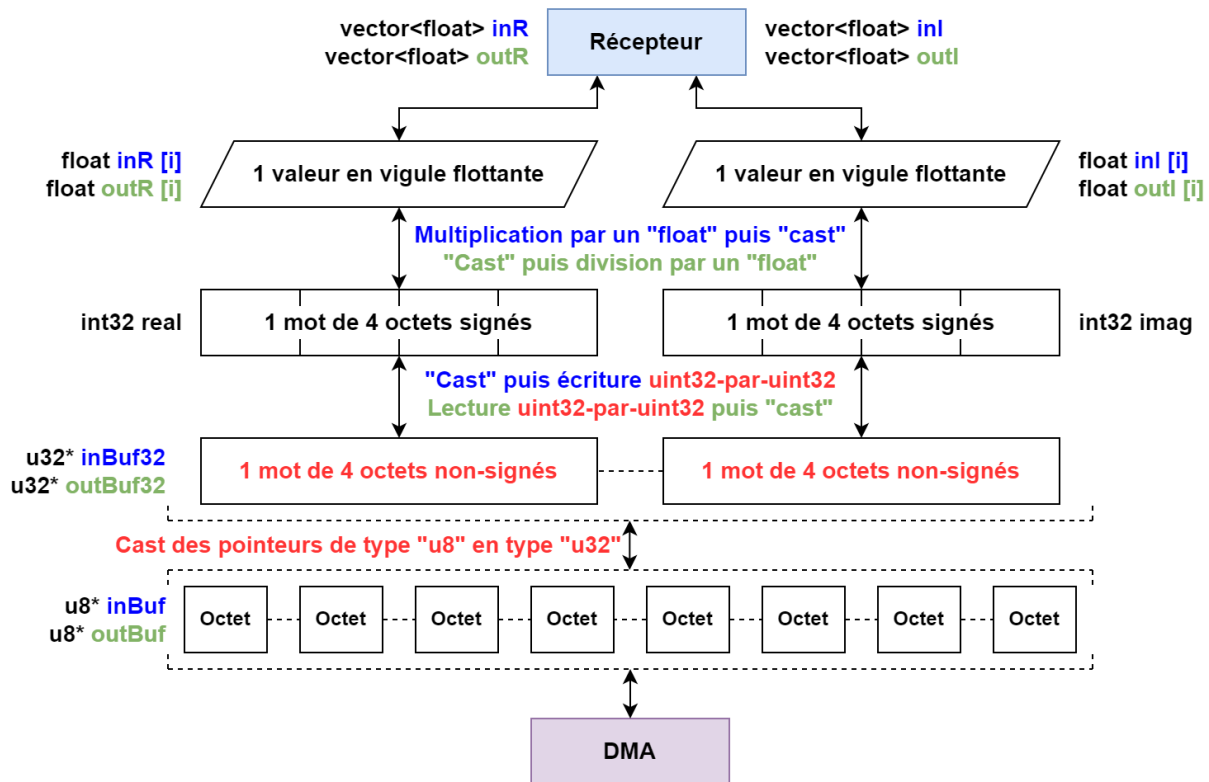 vector<float> inR
vector<float> outR
Récepteur
vector<float> inI
vector<float> outI
float inR [i]
float outR [i]
1 valeur en vigule flottante
1 valeur en vigule flottante
float inI [i]
float outI [i]
Multiplication par un "float" puis "cast"
"Cast" puis division par un "float"
int32 real
1 mot de 4 octets signés
1 mot de 4 octets signés
int32 imag
"Cast" puis écriture uint32-par-uint32
Lecture uint32-par-uint32 puis "cast"
u32* inBuf32
u32* outBuf32
1 mot de 4 octets non-signés
1 mot de 4 octets non-signés
Cast des pointeurs de type "u8" en type "u32"
u8* inBuf
u8* outBuf
Octet
Octet
Octet
Octet
Octet
Octet
Octet
Octet
DMA